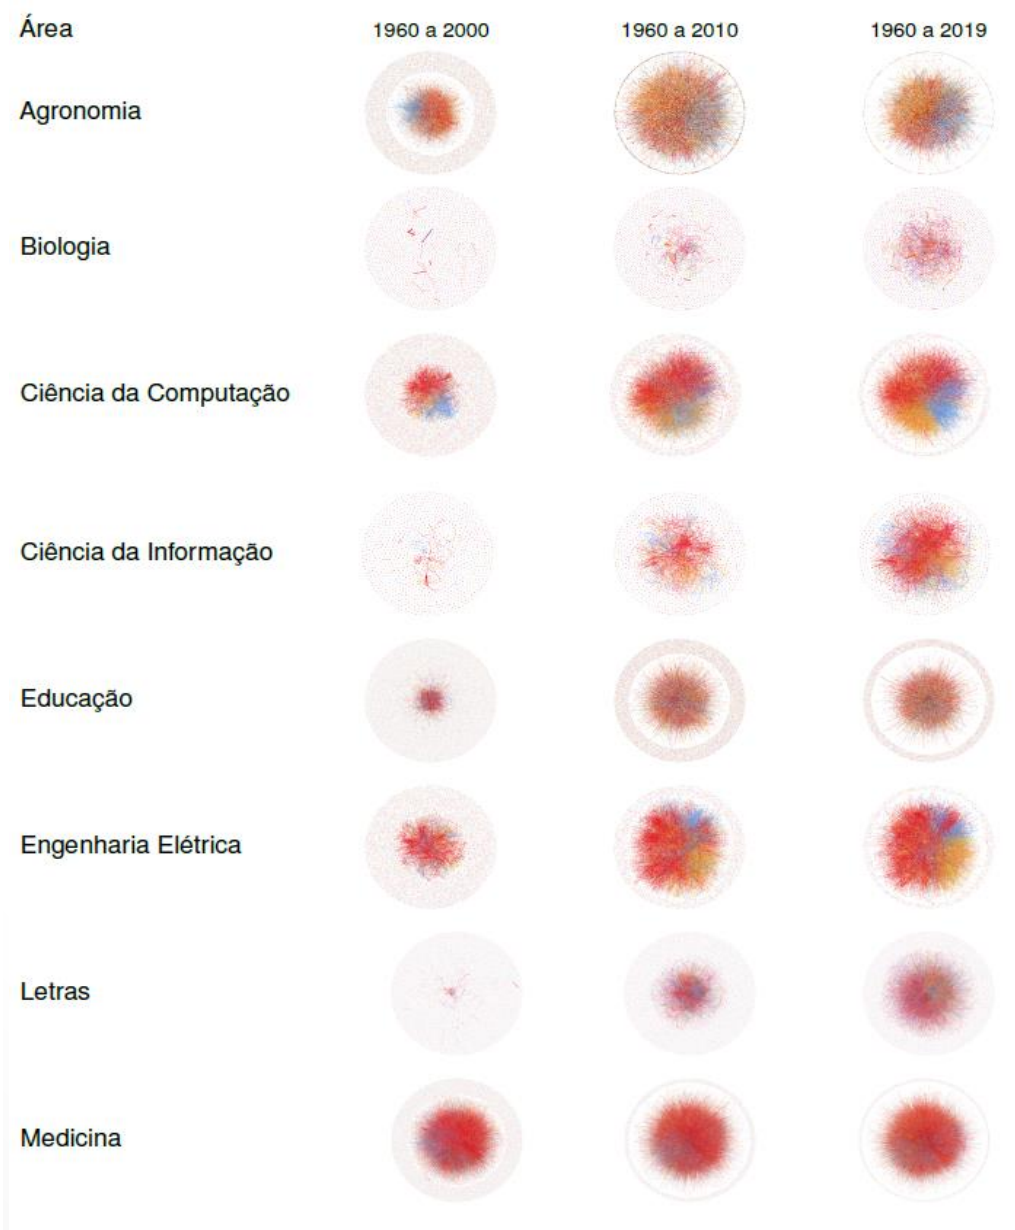 Área 1960 a 2000 1960 a 2010 1960 a 2019
Agronomia
Biologia
Ciência da Computação
Ciência da Informação
Educação
Engenharia Elétrica
Letras
Medicina